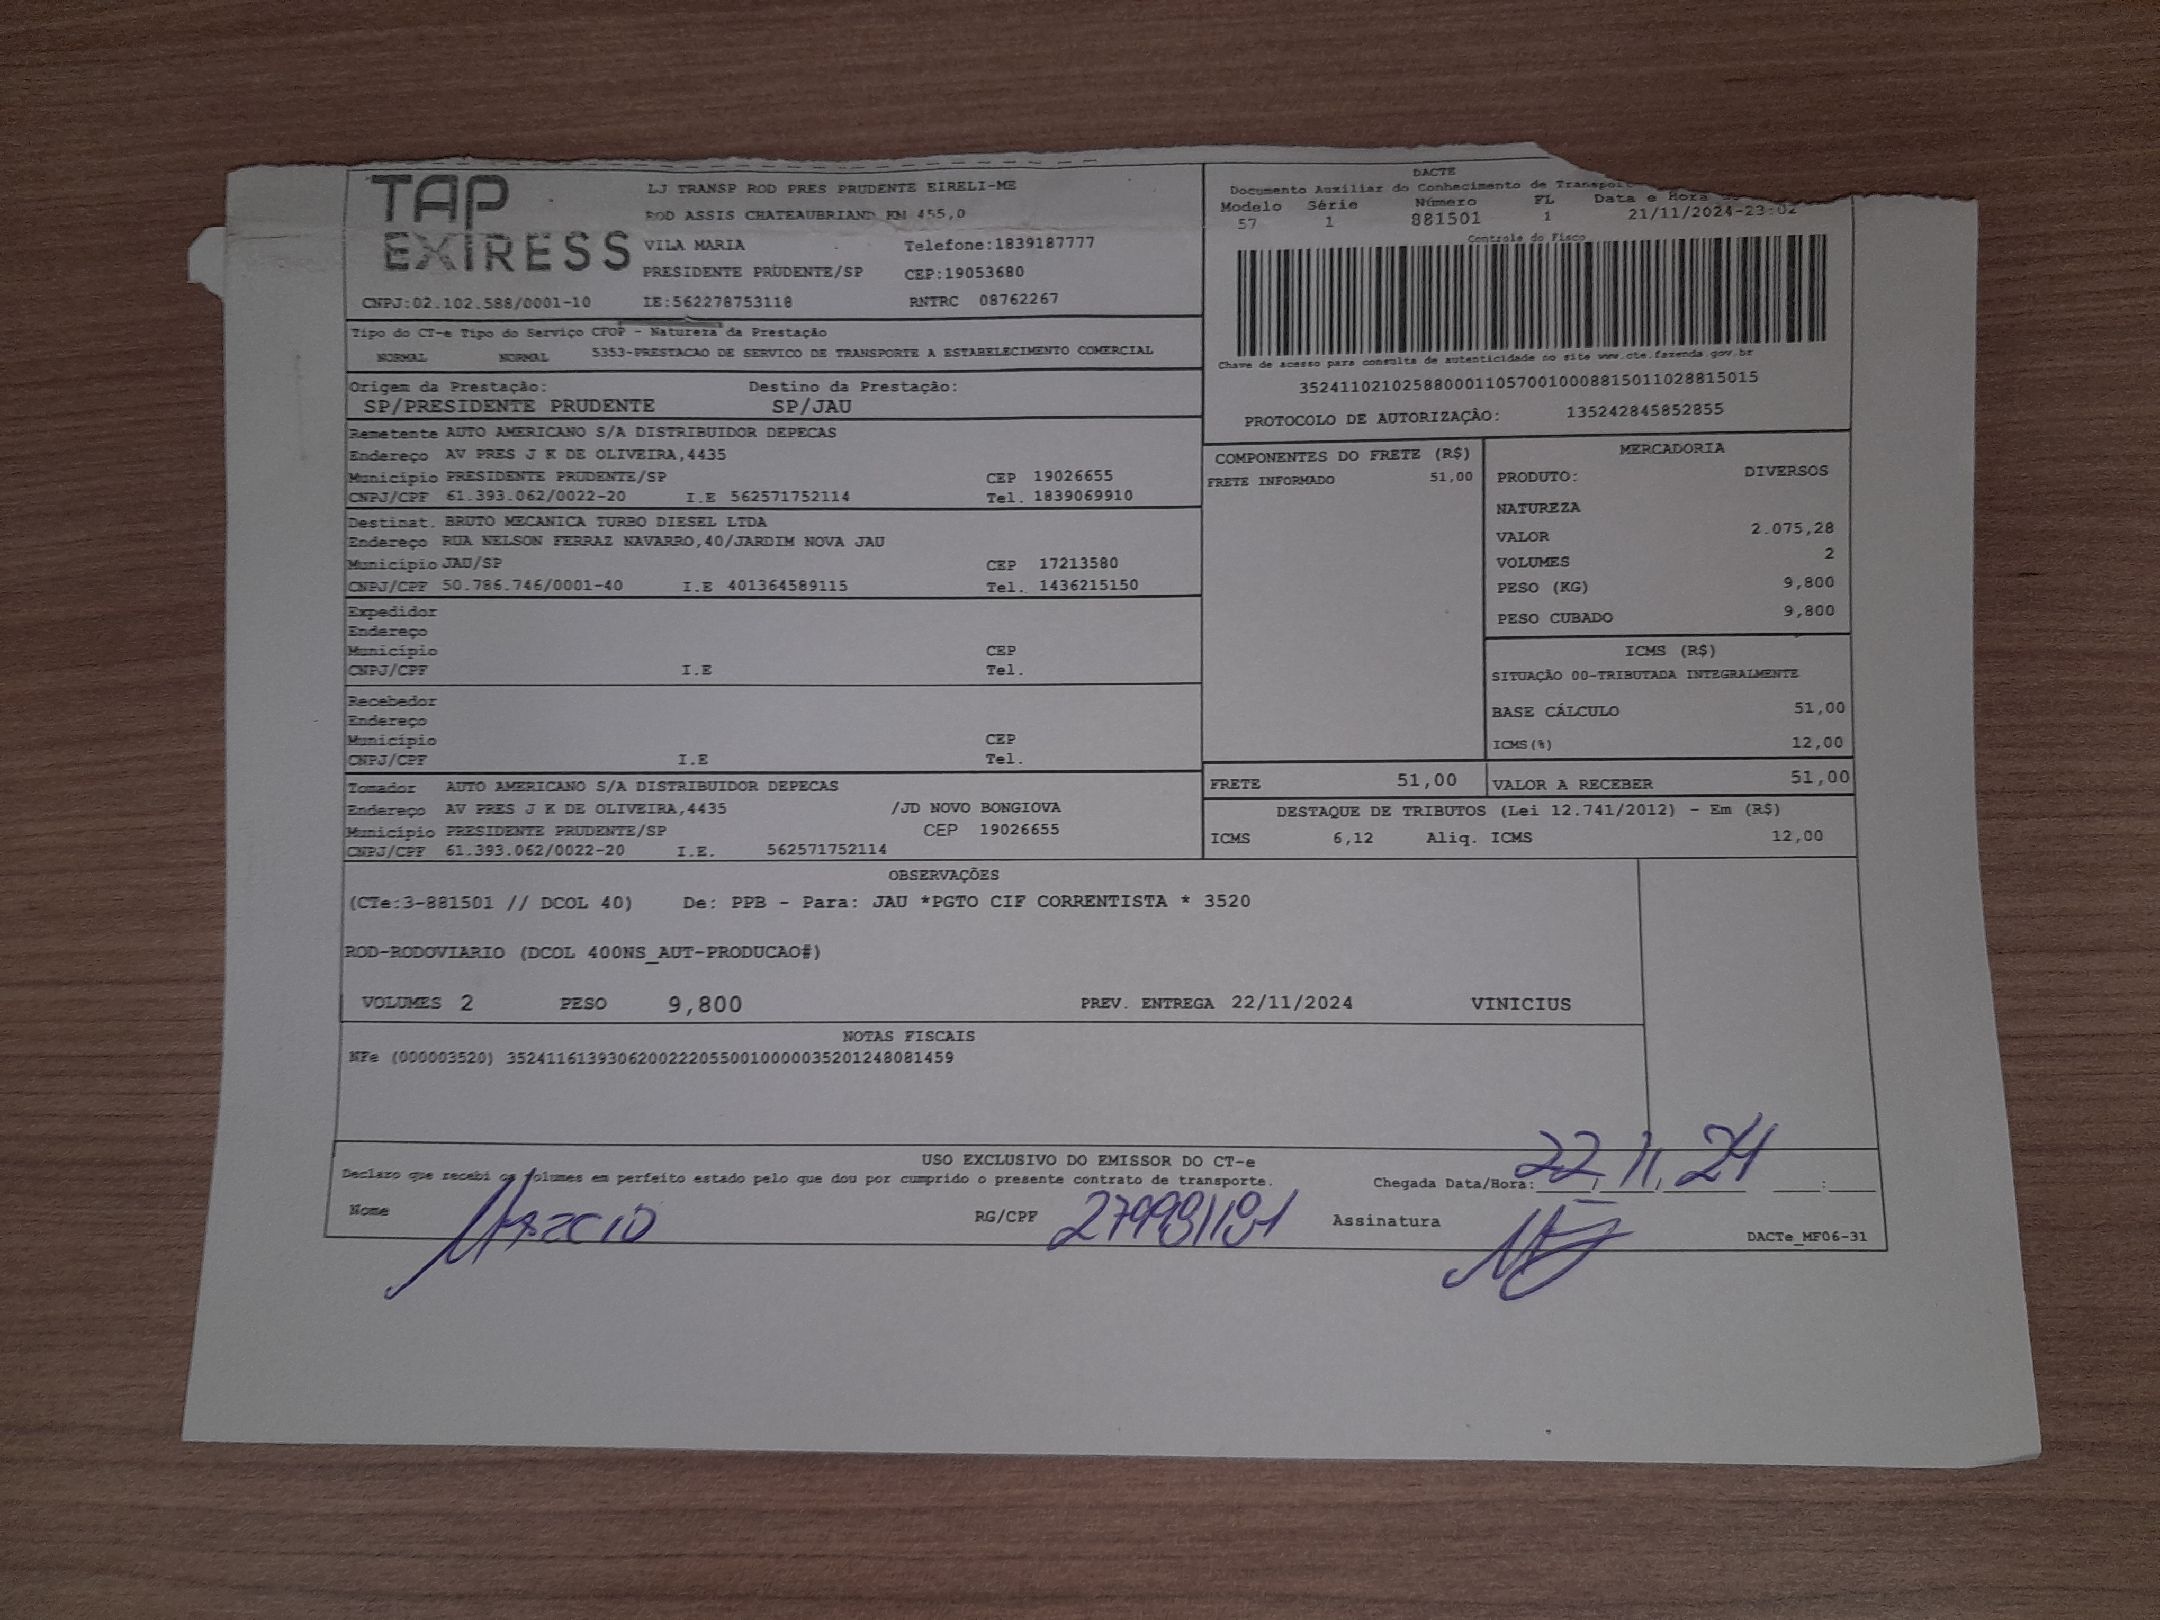 TAP
EXIRESS
LJ TRANSP ROD PRES PRUDENTE EIRELI-ME
ROD ASSIS CHATEAUBRIAND KM 455,0
VILA MARIA Telefone:1839187777
PRESIDENTE PRUDENTE/SP CEP:19053680
CNPJ:02.102.588/0001-10 IE:562278753118 RNTRC 08762267
DACTE
Documento Auxiliar do Conhecimento de
Modelo Série Número FL Data e Hora
57 1 881501 1 21/11/2024-23:02
Controle do Fisco
Chave de acesso para consulta de autenticidade no site www.cte.fazenda.gov.br
35241102102588000110570010008815011028815015
PROTOCOLO DE AUTORIZAÇÃO: 135242845852855
Tipo do CT-e Tipo do Serviço CFOP - Natureza da Prestação
NORMAL NORMAL 5353-PRESTACAO DE SERVICO DE TRANSPORTE A ESTABELECIMENTO COMERCIAL
Origem da Prestação: Destino da Prestação:
SP/PRESIDENTE PRUDENTE SP/JAU
Remetente AUTO AMERICANO S/A DISTRIBUIDOR DEPECAS
Endereço AV PRES J K DE OLIVEIRA,4435
Município PRESIDENTE PRUDENTE/SP CEP 19026655
CNPJ/CPF 61.393.062/0022-20 I.E 562571752114 Tel. 1839069910
Destinat. BRUTO MECANICA TURBO DIESEL LTDA
Endereço RUA NELSON FERRAZ NAVARRO,40/JARDIM NOVA JAU
Município JAU/SP CEP 17213580
CNPJ/CPF 50.786.746/0001-40 I.E 401364589115 Tel. 1436215150
Expedidor
Endereço
Município CEP
CNPJ/CPF I.E Tel.
Recebedor
Endereço
Município CEP
CNPJ/CPF I.E Tel.
Tomador AUTO AMERICANO S/A DISTRIBUIDOR DEPECAS
Endereço AV PRES J K DE OLIVEIRA,4435 /JD NOVO BONGIOVA
Município PRESIDENTE PRUDENTE/SP CEP 19026655
CNPJ/CPF 61.393.062/0022-20 I.E. 562571752114
COMPONENTES DO FRETE (R$)
FRETE INFORMADO 51,00
MERCADORIA
PRODUTO: DIVERSOS
NATUREZA
VALOR 2.075,28
VOLUMES 2
PESO (KG) 9,800
PESO CUBADO 9,800
ICMS (R$)
SITUAÇÃO 00-TRIBUTADA INTEGRALMENTE
BASE CÁLCULO 51,00
ICMS(%) 12,00
FRETE 51,00 VALOR A RECEBER 51,00
DESTAQUE DE TRIBUTOS (Lei 12.741/2012) - Em (R$)
ICMS 6,12 Aliq. ICMS 12,00
OBSERVAÇÕES
(CTe:3-881501 // DCOL 40) De: PPB - Para: JAU *PGTO CIF CORRENTISTA * 3520
ROD-RODOVIARIO (DCOL 400NS_AUT-PRODUCAO#)
VOLUMES 2 PESO 9,800 PREV. ENTREGA 22/11/2024 VINICIUS
NOTAS FISCAIS
NFe (000003520) 35241161393062002220550010000035201248081459
USO EXCLUSIVO DO EMISSOR DO CT-e
Declaro que recebi os volumes em perfeito estado pelo que dou por cumprido o presente contrato de transporte.
Chegada Data/Hora: 22/11/24 :
Nome Marcio RG/CPF 279991191 Assinatura
DACTe_MF06-31